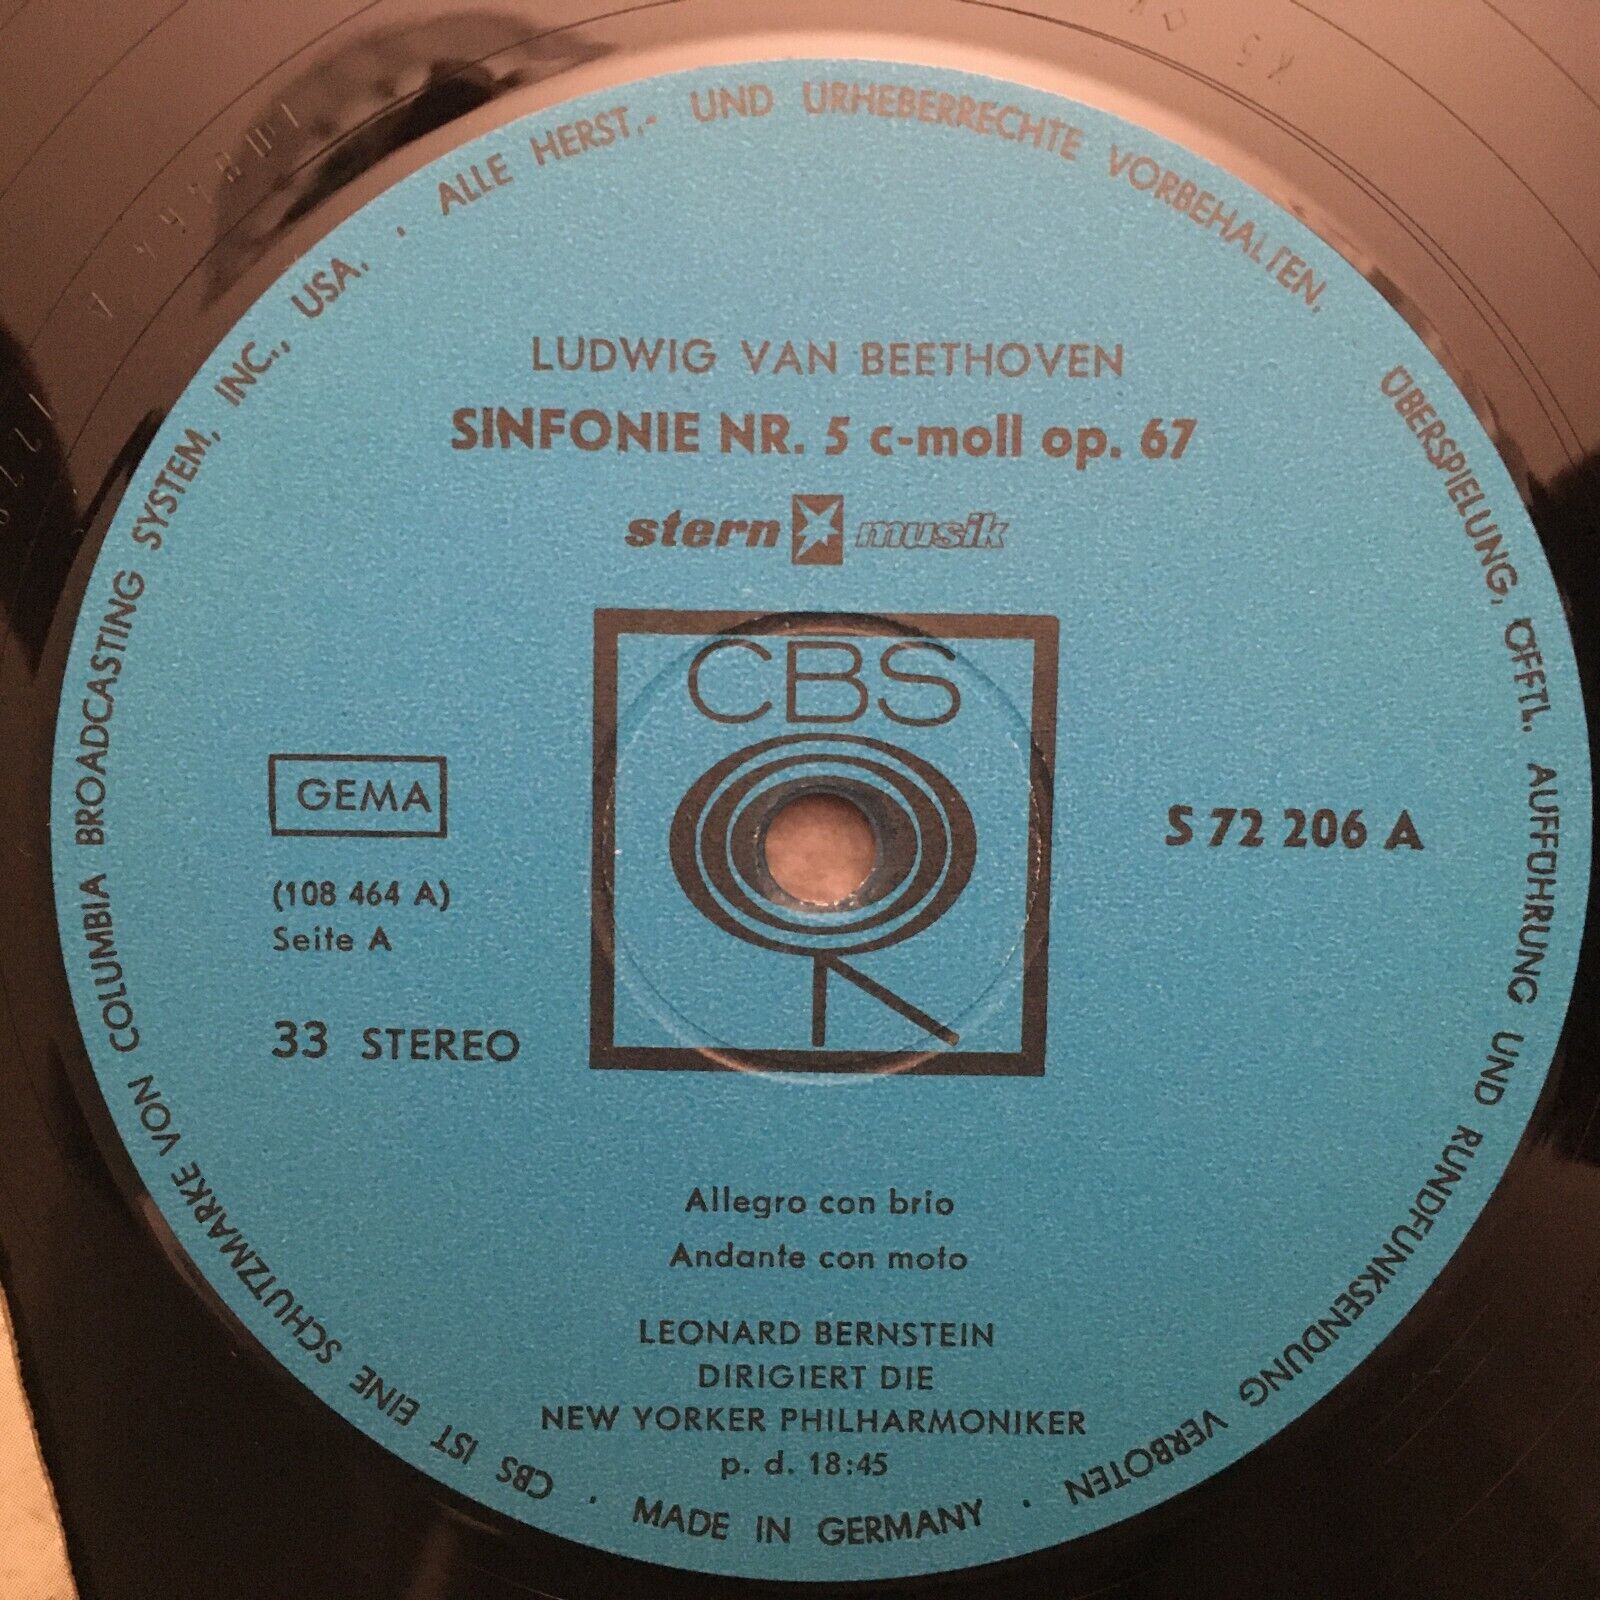 ALLE HERST.- UND URHEBERRECHTE VORBEHALTEN.
ÜBERSPIELUNG, ÖFFTL. AUFFÜHRUNG UND RUNDFUNKSENDUNG VERBOTEN
· MADE IN GERMANY ·
CBS IST EINE SCHUTZMARKE VON COLUMBIA BROADCASTING SYSTEM, INC., USA. ·
LUDWIG VAN BEETHOVEN
SINFONIE NR. 5 c-moll op. 67
stern musik
CBS
GEMA
S 72 206 A
(108 464 A)
Seite A
33 STEREO
Allegro con brio
Andante con moto
LEONARD BERNSTEIN
DIRIGIERT DIE
NEW YORKER PHILHARMONIKER
p. d. 18:45